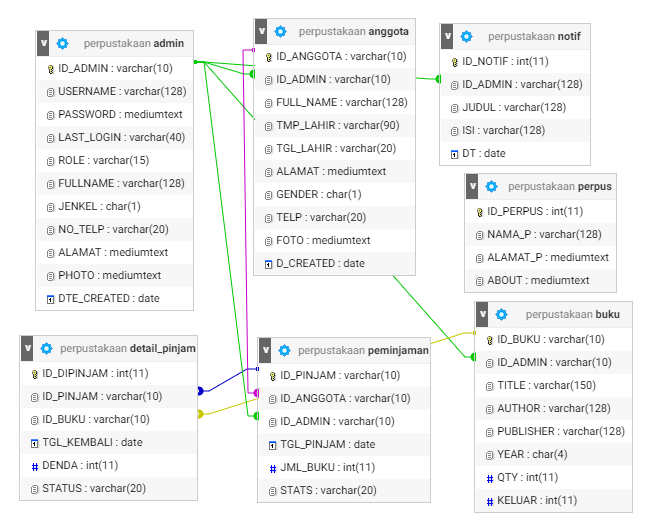 v perpustakaan admin
ID_ADMIN : varchar(10)
USERNAME : varchar(128)
PASSWORD : mediumtext
LAST_LOGIN : varchar(40)
ROLE : varchar(15)
FULLNAME : varchar(128)
JENKEL : char(1)
NO_TELP : varchar(20)
ALAMAT : mediumtext
PHOTO : mediumtext
DTE_CREATED : date
v perpustakaan anggota
ID_ANGGOTA : varchar(10)
ID_ADMIN : varchar(10)
FULL_NAME : varchar(128)
TMP_LAHIR : varchar(90)
TGL_LAHIR : varchar(20)
ALAMAT : mediumtext
GENDER : char(1)
TELP : varchar(20)
FOTO : mediumtext
D_CREATED : date
v perpustakaan notif
ID_NOTIF : int(11)
ID_ADMIN : varchar(128)
JUDUL : varchar(128)
ISI : varchar(128)
DT : date
v perpustakaan perpus
ID_PERPUS : int(11)
NAMA_P : varchar(128)
ALAMAT_P : mediumtext
ABOUT : mediumtext
v perpustakaan detail_pinjam
ID_DIPINJAM : int(11)
ID_PINJAM : varchar(10)
ID_BUKU : varchar(10)
TGL_KEMBALI : date
# DENDA : int(11)
STATUS : varchar(20)
v perpustakaan peminjaman
ID_PINJAM : varchar(10)
ID_ANGGOTA : varchar(10)
ID_ADMIN : varchar(10)
TGL_PINJAM : date
# JML_BUKU : int(11)
STATS : varchar(20)
v perpustakaan buku
ID_BUKU : varchar(10)
ID_ADMIN : varchar(10)
TITLE : varchar(150)
AUTHOR : varchar(128)
PUBLISHER : varchar(128)
YEAR : char(4)
# QTY : int(11)
# KELUAR : int(11)